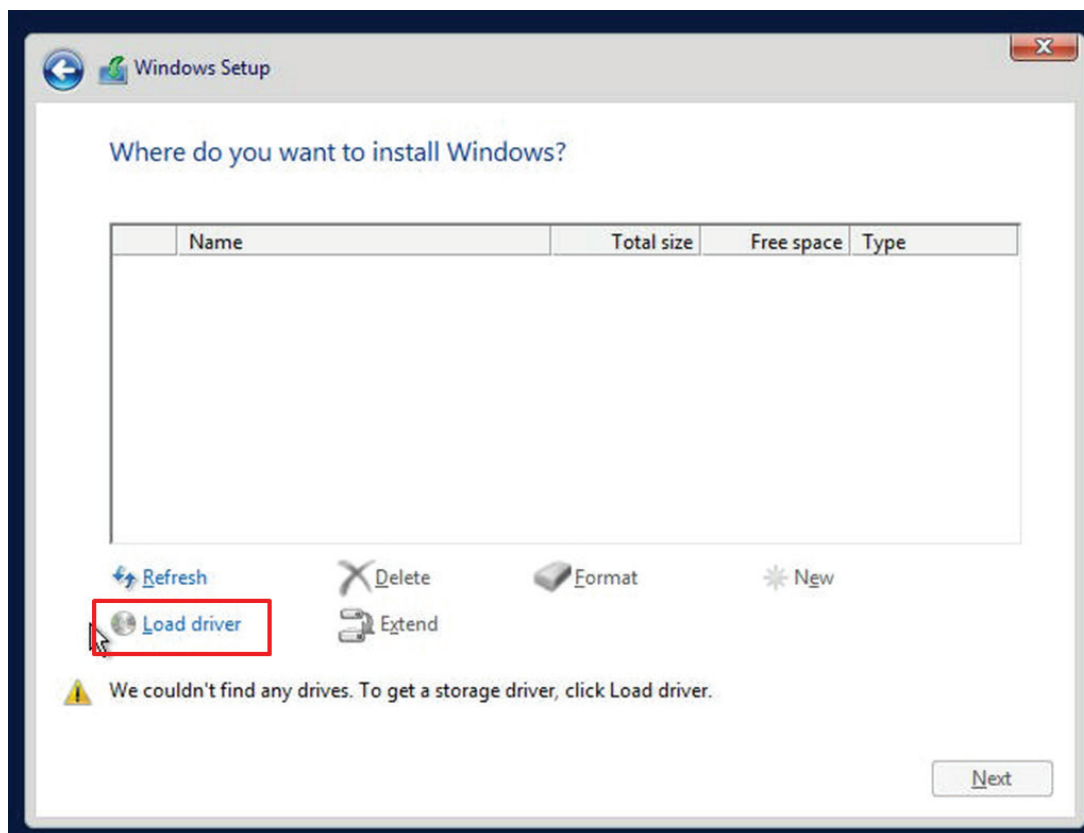 Windows Setup
Where do you want to install Windows?
Name Total size Free space Type
Refresh Delete Format New
Load driver Extend
We couldn't find any drives. To get a storage driver, click Load driver.
Next